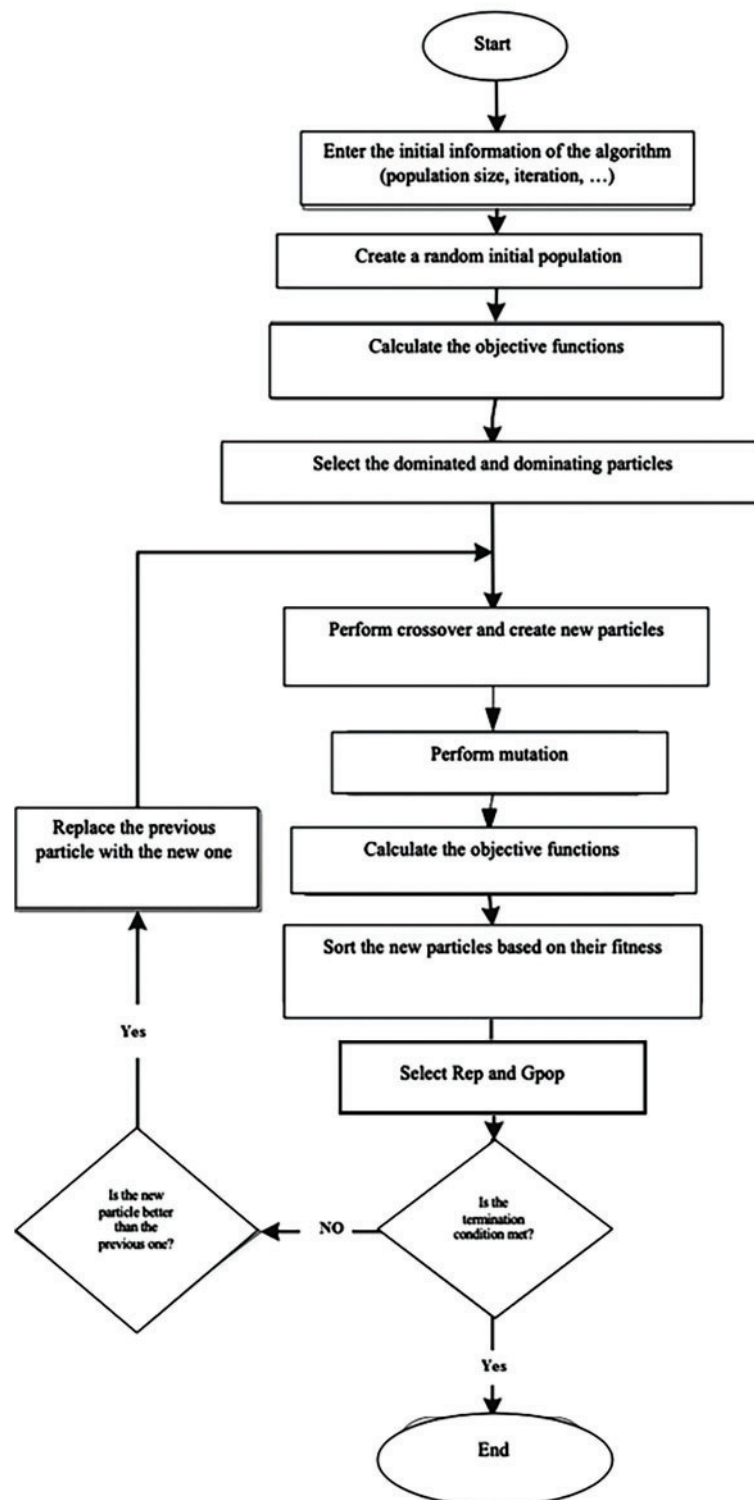 Start
Enter the initial information of the algorithm
(population size, iteration, ...)
Create a random initial population
Calculate the objective functions
Select the dominated and dominating particles
Perform crossover and create new particles
Perform mutation
Replace the previous
particle with the new one
Calculate the objective functions
Sort the new particles based on their fitness
Yes
Select Rep and Gpop
Is the new
particle better
than the
previous one?
NO
Is the
termination
condition met?
Yes
End